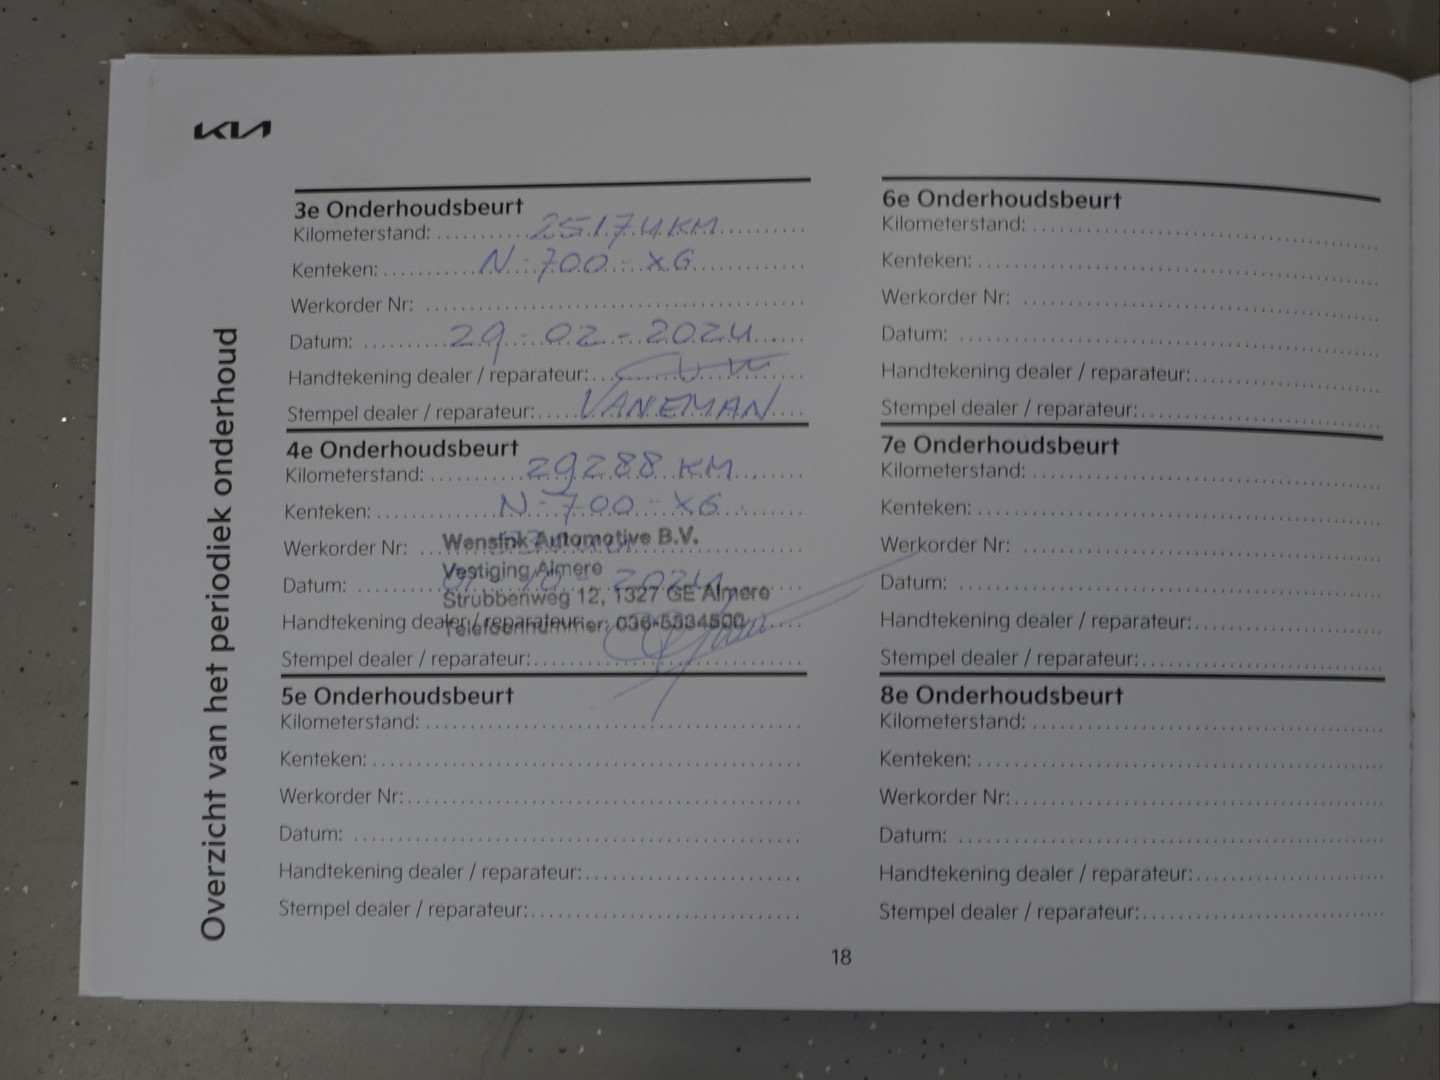 KIA
Overzicht van het periodiek onderhoud
3e Onderhoudsbeurt
Kilometerstand: 25174 KM
Kenteken: N-700-XG
Werkorder Nr:
Datum: 29-02-2024
Handtekening dealer / reparateur:
Stempel dealer / reparateur: VANEMAN
4e Onderhoudsbeurt
Kilometerstand: 29288 KM
Kenteken: N-700-XG
Werkorder Nr:
Wensink Automotive B.V.
Vestiging Almere
Datum: 2024
Strubbenweg 12, 1327 GE Almere
Handtekening dealer / reparateur:
Telefoonnummer: 036-5334500
Stempel dealer / reparateur:
5e Onderhoudsbeurt
Kilometerstand:
Kenteken:
Werkorder Nr:
Datum:
Handtekening dealer / reparateur:
Stempel dealer / reparateur:
6e Onderhoudsbeurt
Kilometerstand:
Kenteken:
Werkorder Nr:
Datum:
Handtekening dealer / reparateur:
Stempel dealer / reparateur:
7e Onderhoudsbeurt
Kilometerstand:
Kenteken:
Werkorder Nr:
Datum:
Handtekening dealer / reparateur:
Stempel dealer / reparateur:
8e Onderhoudsbeurt
Kilometerstand:
Kenteken:
Werkorder Nr:
Datum:
Handtekening dealer / reparateur:
Stempel dealer / reparateur:
18